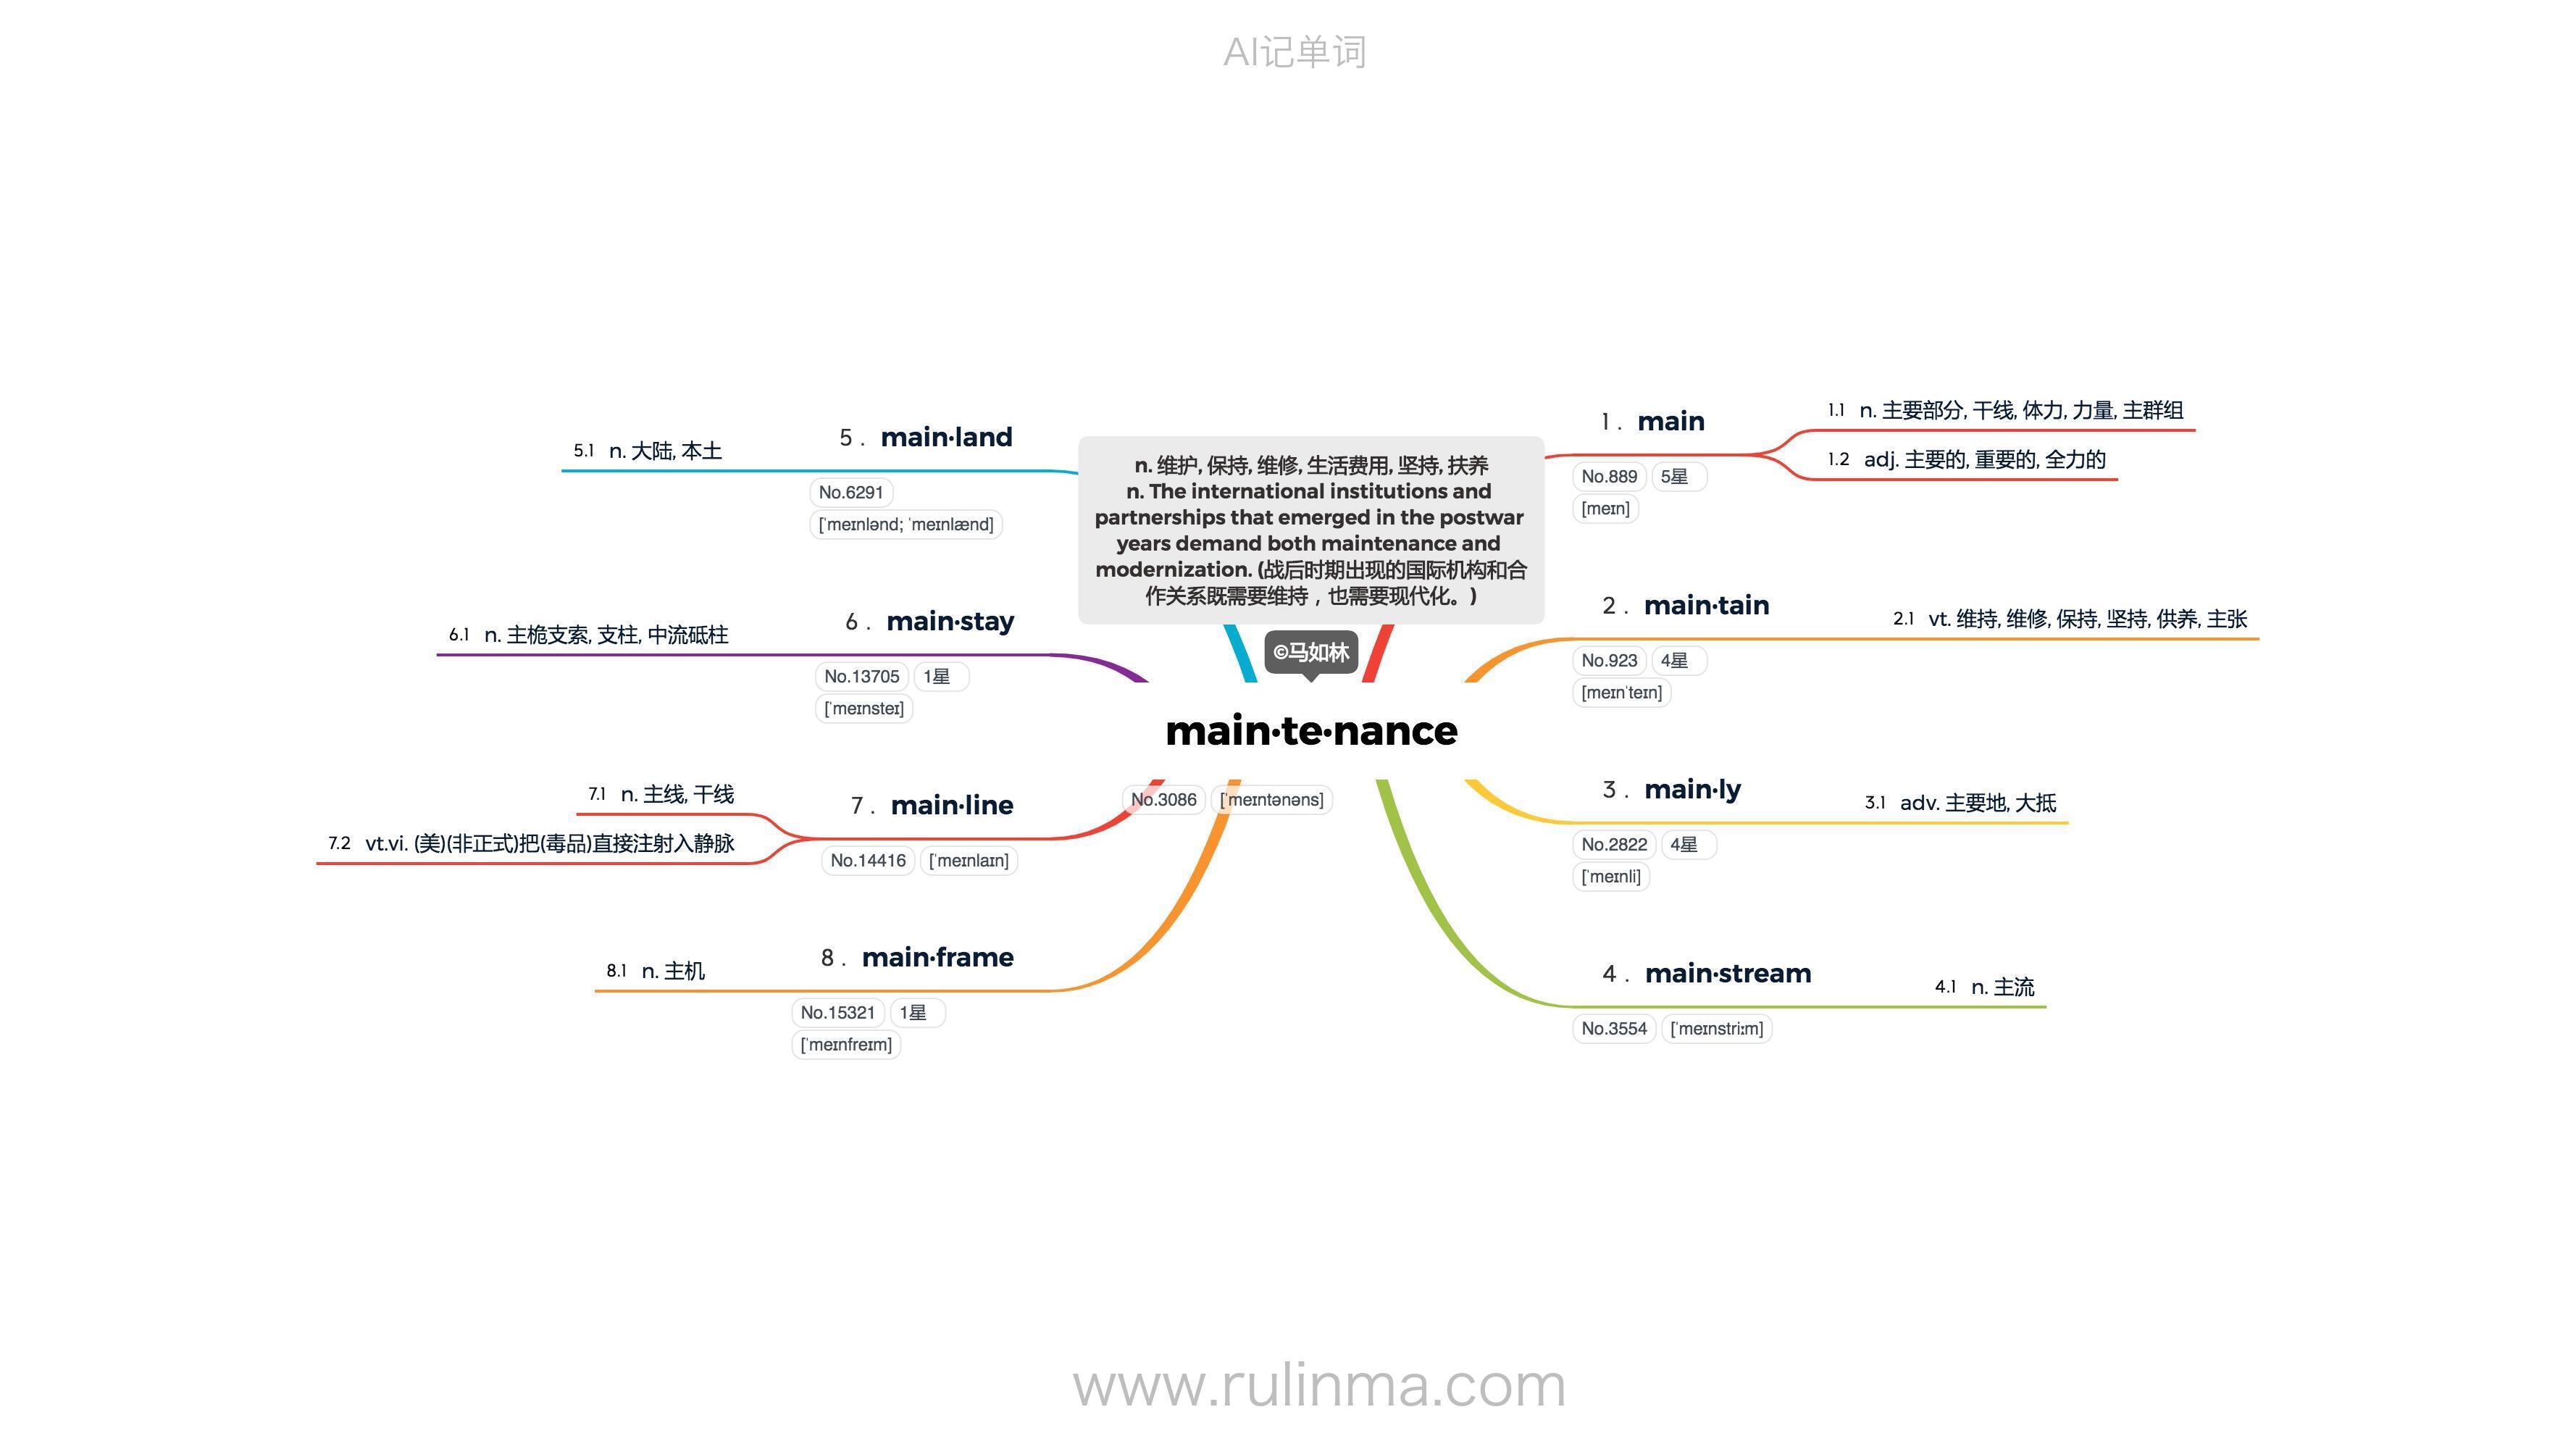 AI记单词
n. 维护, 保持, 维修, 生活费用, 坚持, 扶养
n. The international institutions and
partnerships that emerged in the postwar
years demand both maintenance and
modernization. (战后时期出现的国际机构和合
作关系既需要维持，也需要现代化。)
©马如林
main·te·nance
No.3086 [ˈmeɪntənəns]
1 . main
No.889 5星
[meɪn]
1.1 n. 主要部分, 干线, 体力, 力量, 主群组
1.2 adj. 主要的, 重要的, 全力的
2 . main·tain
No.923 4星
[meɪnˈteɪn]
2.1 vt. 维持, 维修, 保持, 坚持, 供养, 主张
3 . main·ly
No.2822 4星
[ˈmeɪnli]
3.1 adv. 主要地, 大抵
4 . main·stream
No.3554 [ˈmeɪnstriːm]
4.1 n. 主流
5 . main·land
No.6291
[ˈmeɪnlənd; ˈmeɪnlænd]
5.1 n. 大陆, 本土
6 . main·stay
No.13705 1星
[ˈmeɪnsteɪ]
6.1 n. 主桅支索, 支柱, 中流砥柱
7 . main·line
No.14416 [ˈmeɪnlaɪn]
7.1 n. 主线, 干线
7.2 vt.vi. (美)(非正式)把(毒品)直接注射入静脉
8 . main·frame
No.15321 1星
[ˈmeɪnfreɪm]
8.1 n. 主机
www.rulinma.com